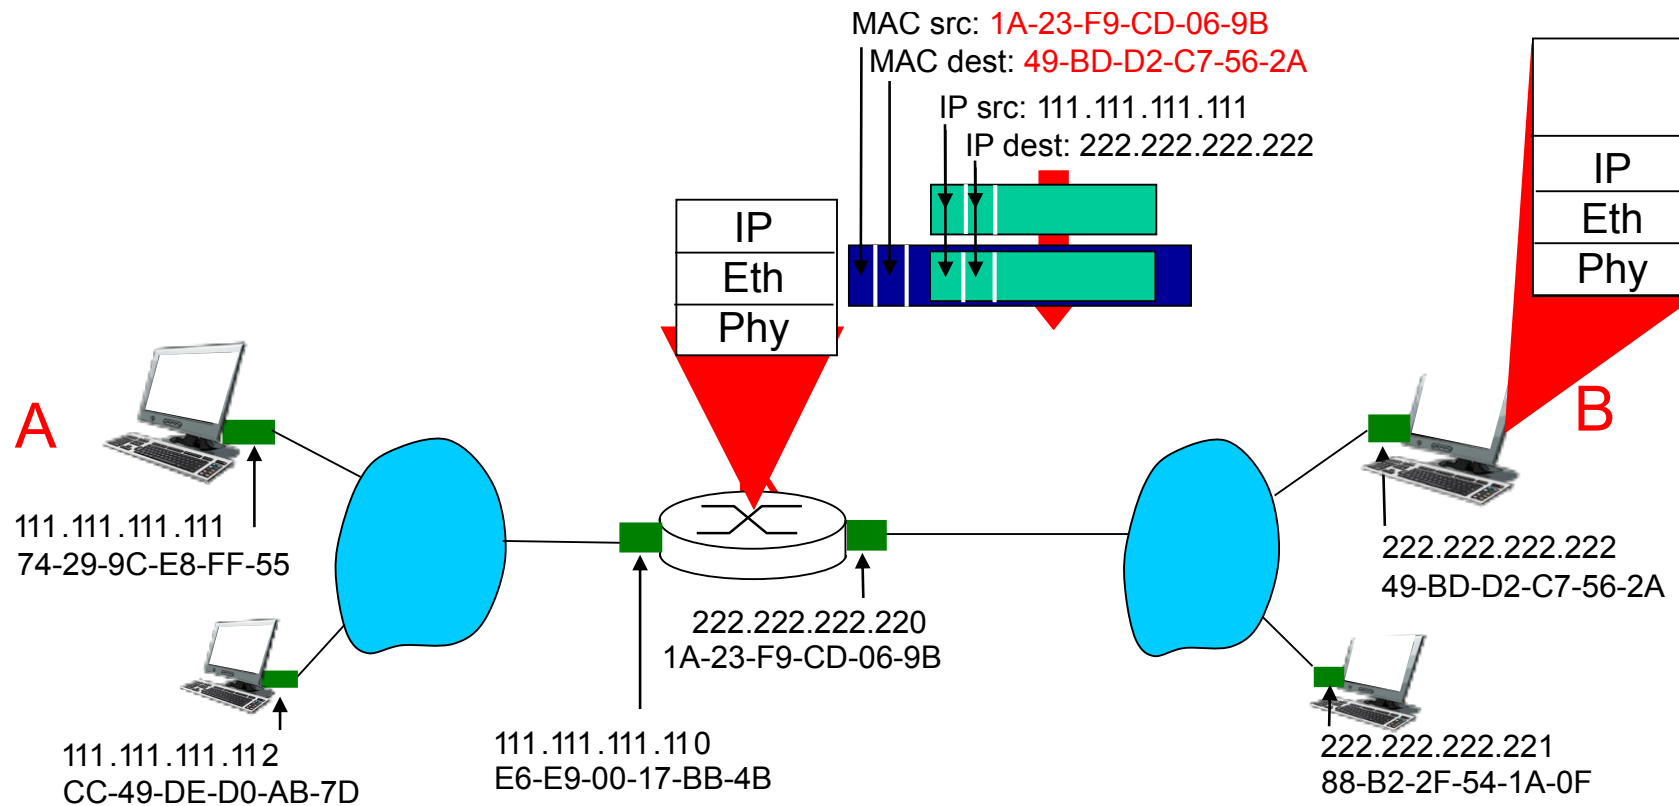 MAC src: 1A-23-F9-CD-06-9B
MAC dest: 49-BD-D2-C7-56-2A
IP src: 111.111.111.111
IP dest: 222.222.222.222
IP
Eth
Phy
IP
Eth
Phy
A
B
111.111.111.111
74-29-9C-E8-FF-55
222.222.222.222
49-BD-D2-C7-56-2A
222.222.222.220
1A-23-F9-CD-06-9B
111.111.111.112
CC-49-DE-D0-AB-7D
111.111.111.110
E6-E9-00-17-BB-4B
222.222.222.221
88-B2-2F-54-1A-0F